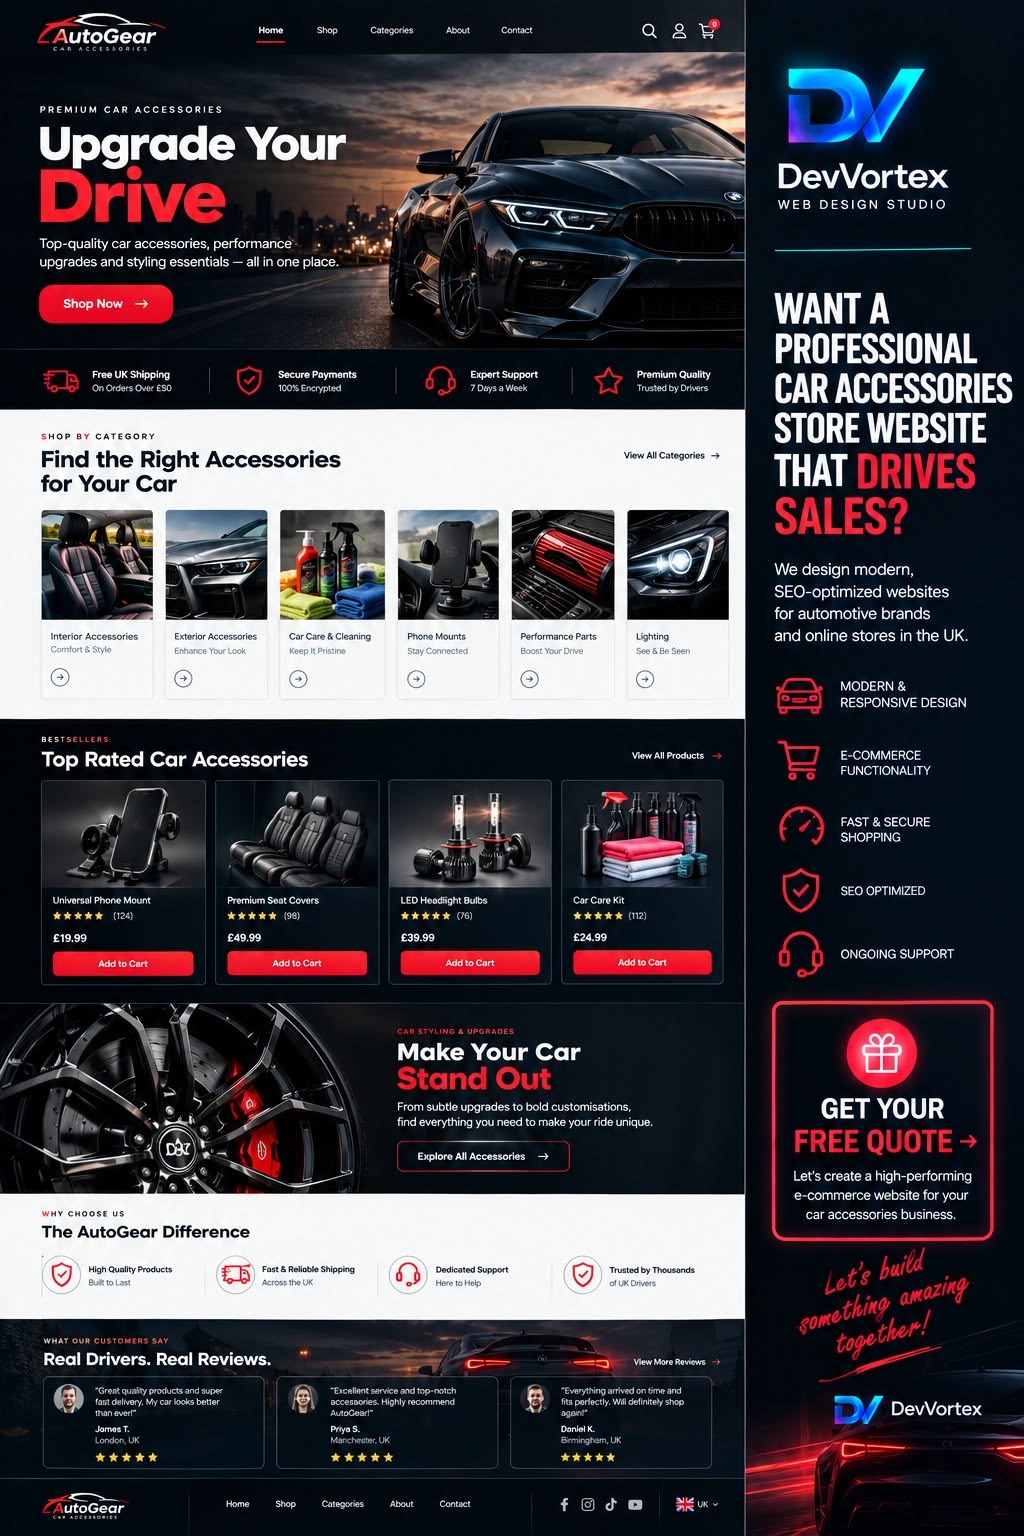 AutoGear
CAR ACCESSORIES
Home
Shop
Categories
About
Contact
0
PREMIUM CAR ACCESSORIES
Upgrade Your
Drive
Top-quality car accessories, performance
upgrades and styling essentials — all in one place.
Shop Now →
Free UK Shipping
On Orders Over £50
Secure Payments
100% Encrypted
Expert Support
7 Days a Week
Premium Quality
Trusted by Drivers
SHOP BY CATEGORY
Find the Right Accessories
for Your Car
View All Categories →
Interior Accessories
Comfort & Style
Exterior Accessories
Enhance Your Look
Car Care & Cleaning
Keep It Pristine
Phone Mounts
Stay Connected
Performance Parts
Boost Your Drive
Lighting
See & Be Seen
BESTSELLERS
Top Rated Car Accessories
View All Products →
Universal Phone Mount
★★★★★ (124)
£19.99
Add to Cart
Premium Seat Covers
★★★★★ (98)
£49.99
Add to Cart
LED Headlight Bulbs
★★★★★ (76)
£39.99
Add to Cart
Car Care Kit
★★★★★ (112)
£24.99
Add to Cart
CAR STYLING & UPGRADES
Make Your Car
Stand Out
From subtle upgrades to bold customisations,
find everything you need to make your ride unique.
Explore All Accessories →
WHY CHOOSE US
The AutoGear Difference
High Quality Products
Built to Last
Fast & Reliable Shipping
Across the UK
Dedicated Support
Here to Help
Trusted by Thousands
of UK Drivers
WHAT OUR CUSTOMERS SAY
Real Drivers. Real Reviews.
View More Reviews →
"Great quality products and super
fast delivery. My car looks better
than ever!"
James T.
London, UK
★★★★★
"Excellent service and top-notch
accessories. Highly recommend
AutoGear!"
Priya S.
Manchester, UK
★★★★★
"Everything arrived on time and
fits perfectly. Will definitely shop
again!"
Daniel K.
Birmingham, UK
★★★★★
AutoGear
CAR ACCESSORIES
Home
Shop
Categories
About
Contact
UK
DV
DevVortex
WEB DESIGN STUDIO
WANT A
PROFESSIONAL
CAR ACCESSORIES
STORE WEBSITE
THAT DRIVES
SALES?
We design modern,
SEO-optimized websites
for automotive brands
and online stores in the UK.
MODERN &
RESPONSIVE DESIGN
E-COMMERCE
FUNCTIONALITY
FAST & SECURE
SHOPPING
SEO OPTIMIZED
ONGOING SUPPORT
GET YOUR
FREE QUOTE →
Let's create a high-performing
e-commerce website for your
car accessories business.
Let's build
something amazing
together!
DV DevVortex